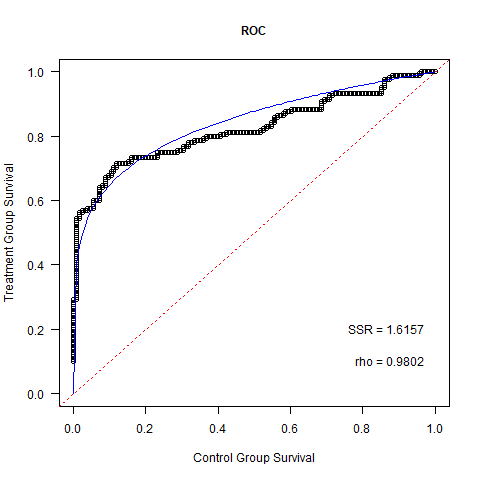 ROC
Treatment Group Survival
1.0
0.8
0.6
0.4
0.2
0.0
SSR = 1.6157
rho = 0.9802
0.0 0.2 0.4 0.6 0.8 1.0
Control Group Survival